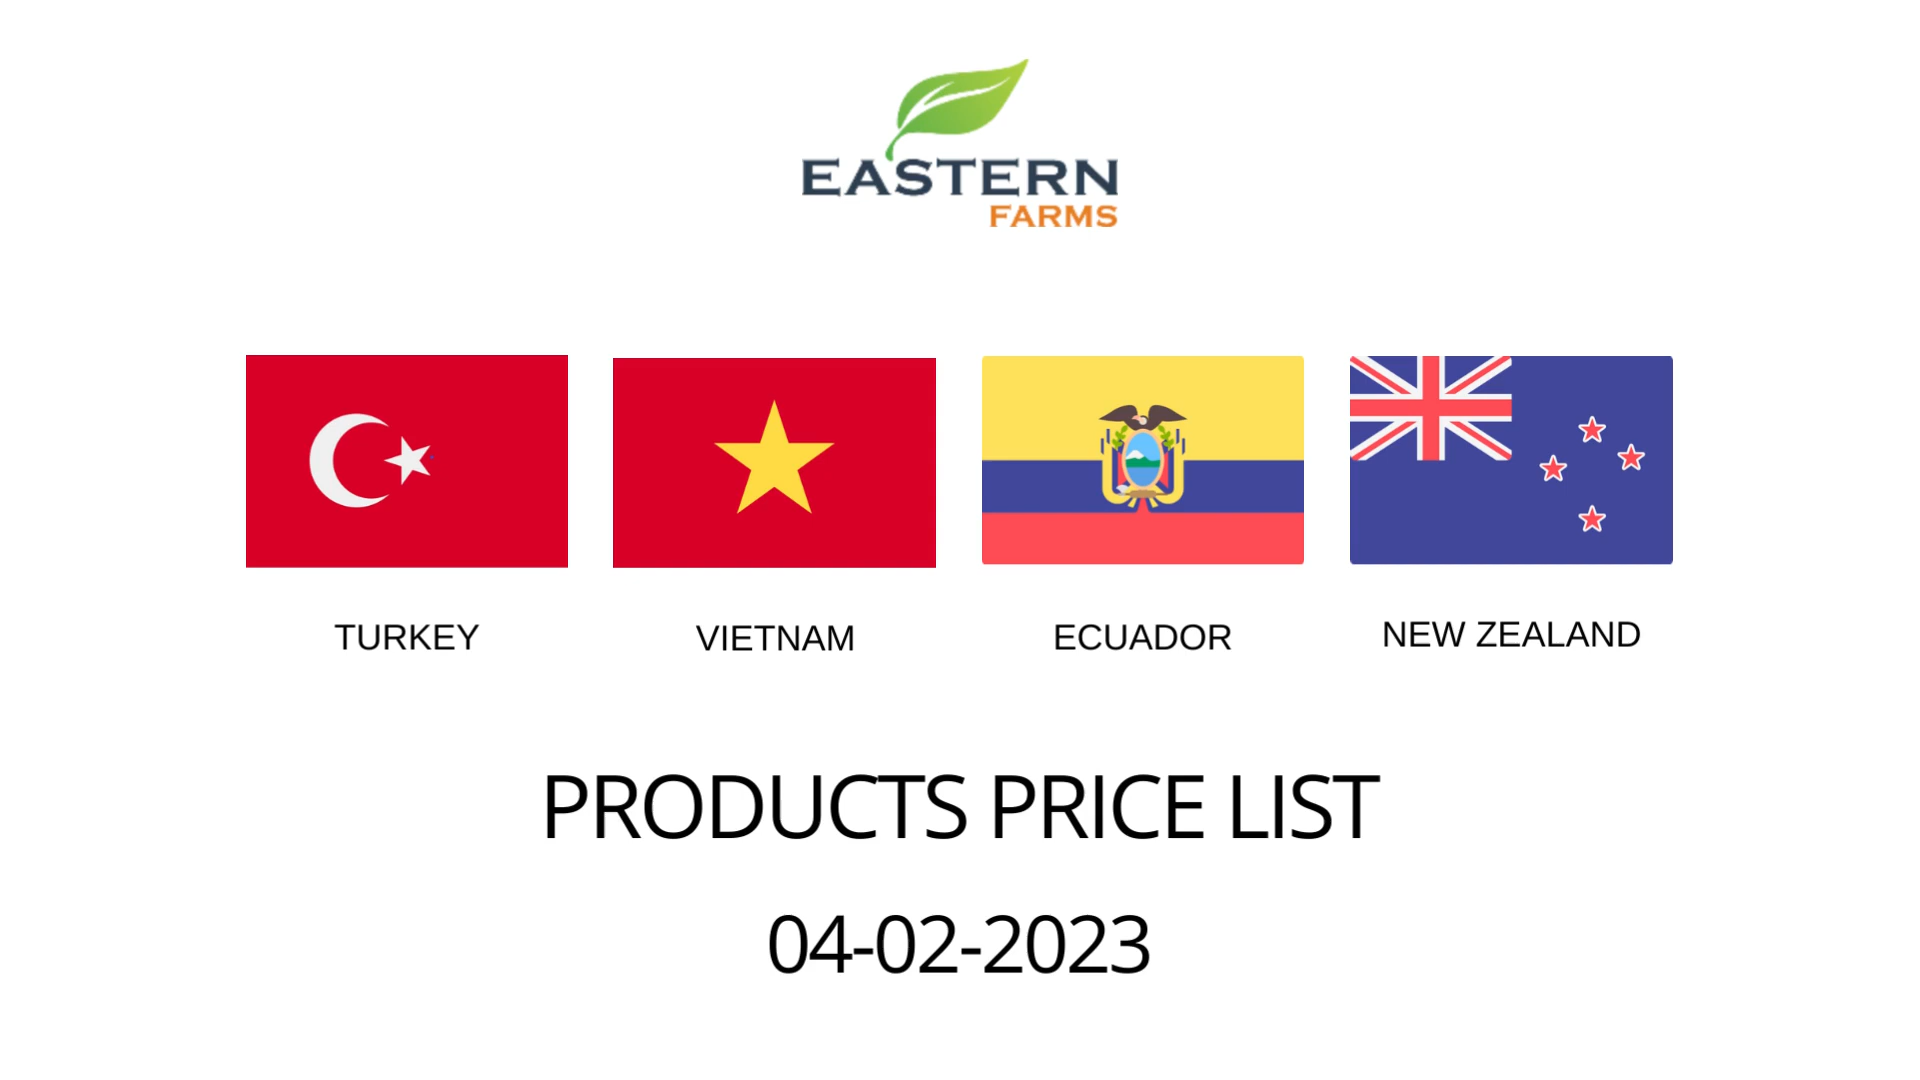 EASTERN
FARMS
TURKEY
VIETNAM
ECUADOR
NEW ZEALAND
PRODUCTS PRICE LIST
04-02-2023